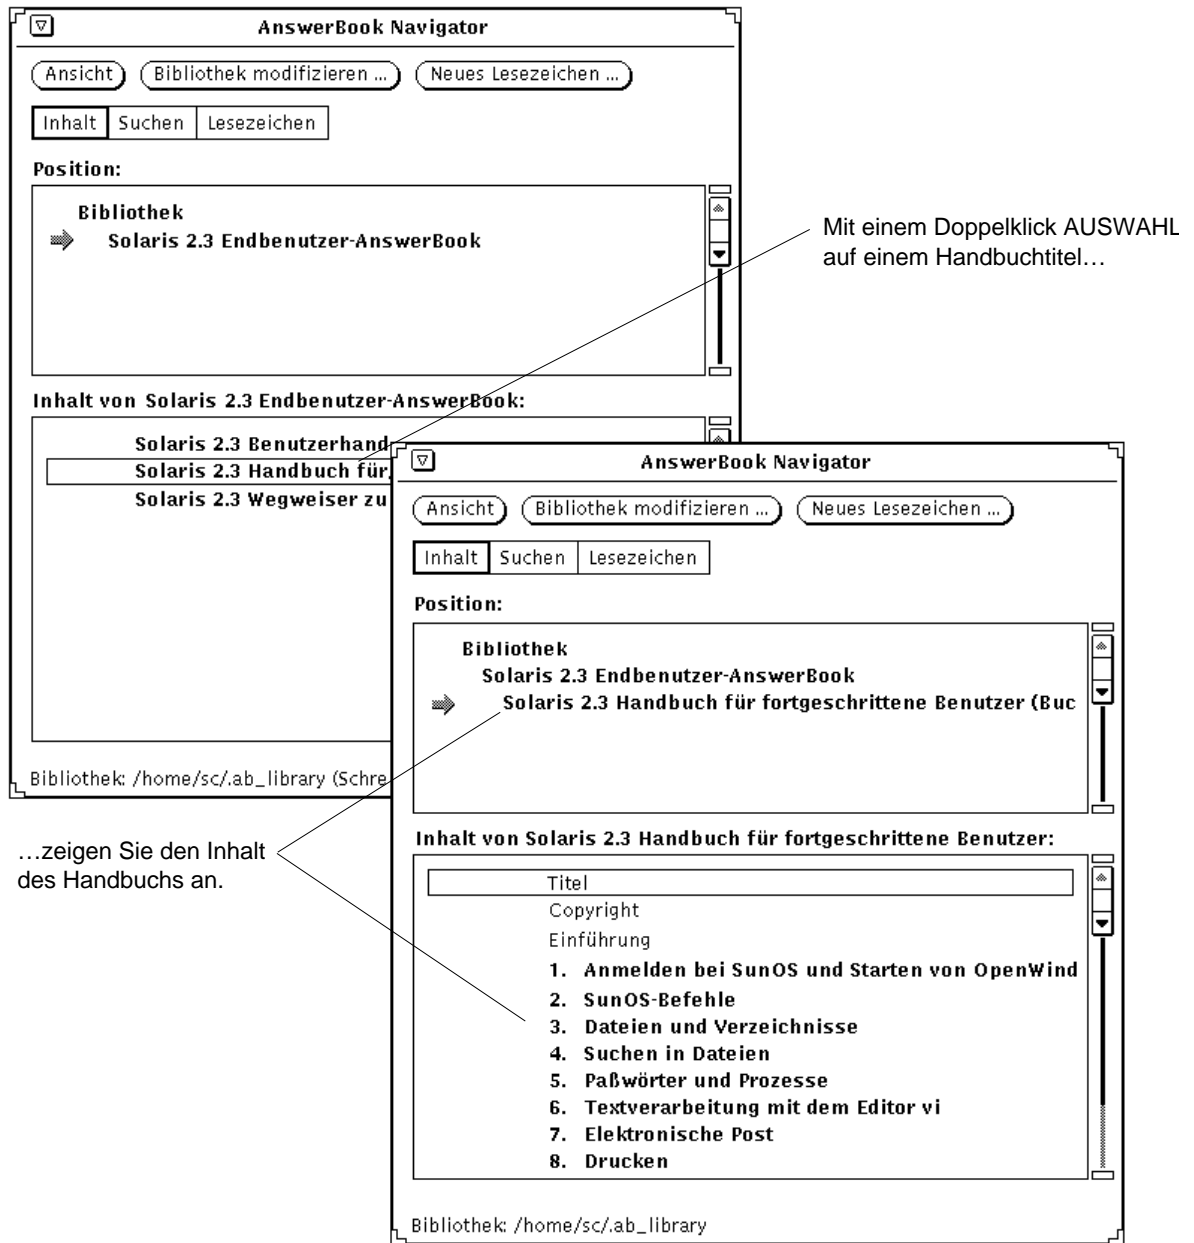 AnswerBook Navigator
Ansicht Bibliothek modifizieren ... Neues Lesezeichen ...
Inhalt Suchen Lesezeichen
Position:
Bibliothek
Solaris 2.3 Endbenutzer-AnswerBook
Mit einem Doppelklick AUSWAHL
auf einem Handbuchtitel…
Inhalt von Solaris 2.3 Endbenutzer-AnswerBook:
Solaris 2.3 Benutzerhand
Solaris 2.3 Handbuch für
Solaris 2.3 Wegweiser zu
Bibliothek: /home/sc/.ab_library (Schre
AnswerBook Navigator
Ansicht Bibliothek modifizieren ... Neues Lesezeichen ...
Inhalt Suchen Lesezeichen
Position:
Bibliothek
Solaris 2.3 Endbenutzer-AnswerBook
Solaris 2.3 Handbuch für fortgeschrittene Benutzer (Buc
…zeigen Sie den Inhalt
des Handbuchs an.
Inhalt von Solaris 2.3 Handbuch für fortgeschrittene Benutzer:
Titel
Copyright
Einführung
1. Anmelden bei SunOS und Starten von OpenWind
2. SunOS-Befehle
3. Dateien und Verzeichnisse
4. Suchen in Dateien
5. Paßwörter und Prozesse
6. Textverarbeitung mit dem Editor vi
7. Elektronische Post
8. Drucken
Bibliothek: /home/sc/.ab_library